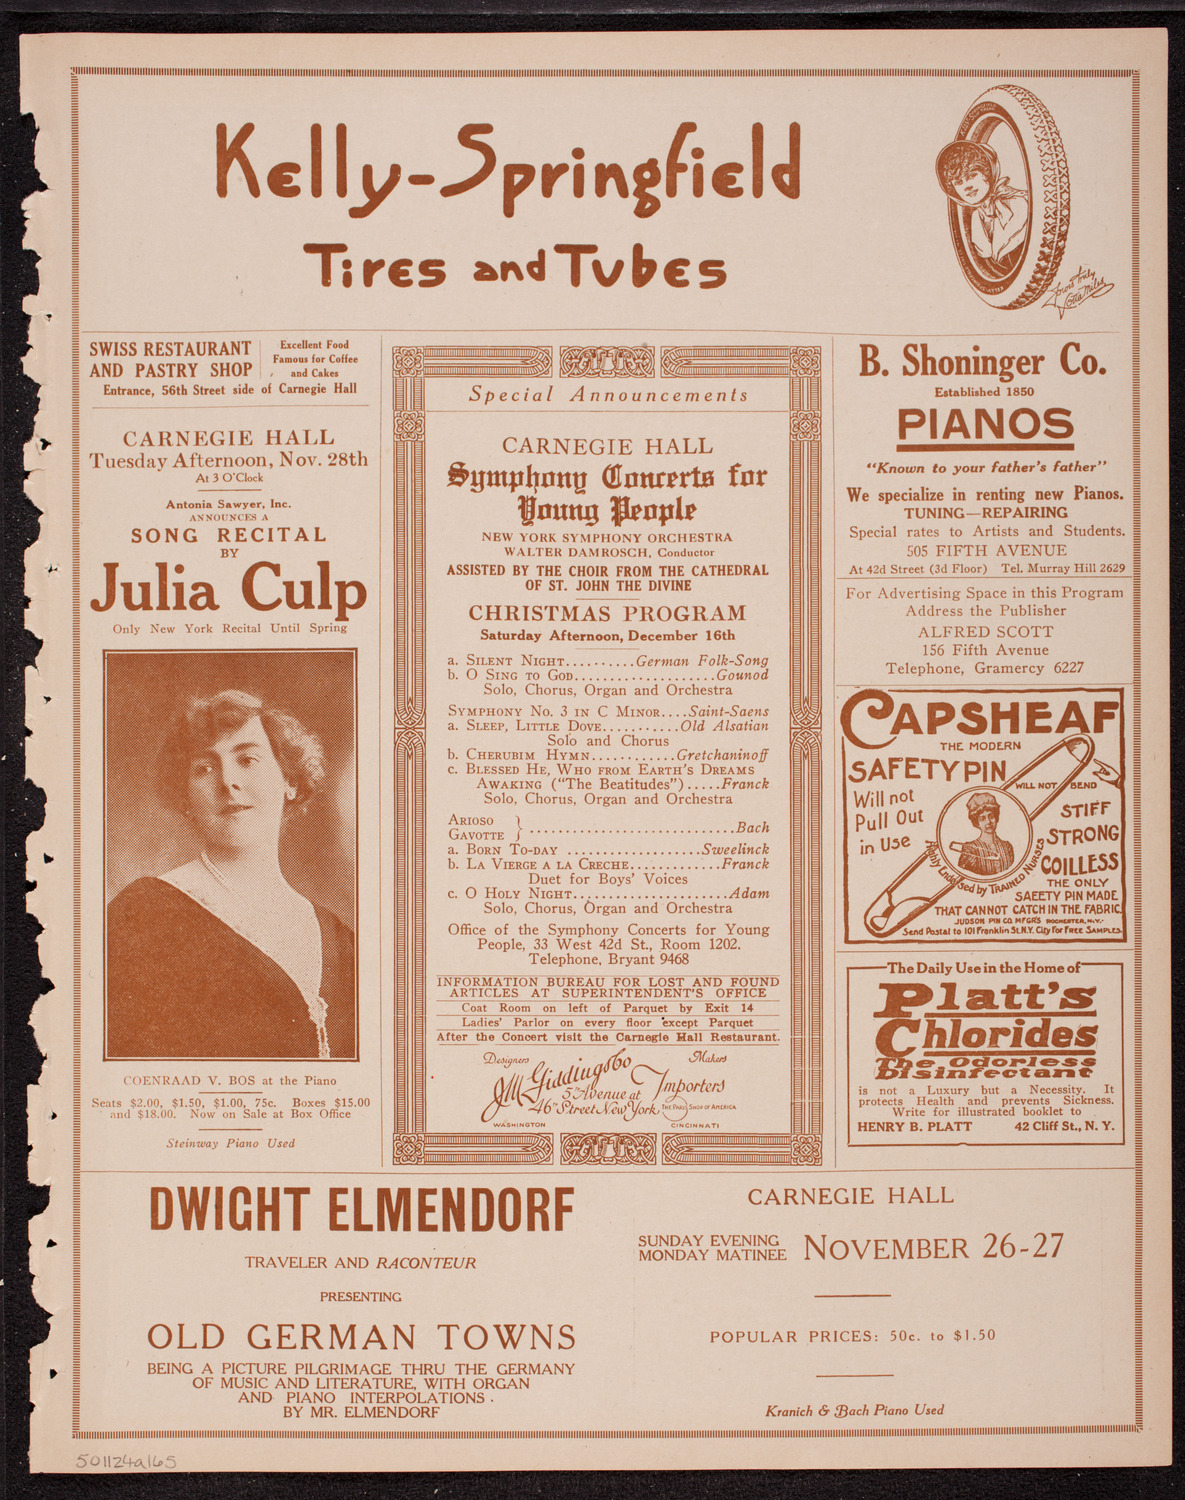 Kelly-Springfield
Tires and Tubes
Yours truly
Lotta Miles
SWISS RESTAURANT
AND PASTRY SHOP
Excellent Food
Famous for Coffee
and Cakes
Entrance, 56th Street side of Carnegie Hall
CARNEGIE HALL
Tuesday Afternoon, Nov. 28th
At 3 O'Clock
Antonia Sawyer, Inc.
ANNOUNCES A
SONG RECITAL
BY
Julia Culp
Only New York Recital Until Spring
COENRAAD V. BOS at the Piano
Seats $2.00, $1.50, $1.00, 75c. Boxes $15.00
and $18.00. Now on Sale at Box Office
Steinway Piano Used
Special Announcements
CARNEGIE HALL
Symphony Concerts for
Young People
NEW YORK SYMPHONY ORCHESTRA
WALTER DAMROSCH, Conductor
ASSISTED BY THE CHOIR FROM THE CATHEDRAL
OF ST. JOHN THE DIVINE
CHRISTMAS PROGRAM
Saturday Afternoon, December 16th
a. SILENT NIGHT..........German Folk-Song
b. O SING TO GOD....................Gounod
Solo, Chorus, Organ and Orchestra
SYMPHONY NO. 3 IN C MINOR....Saint-Saens
a. SLEEP, LITTLE DOVE...........Old Alsatian
Solo and Chorus
b. CHERUBIM HYMN............Gretchaninoff
c. BLESSED HE, WHO FROM EARTH'S DREAMS
AWAKING ("The Beatitudes").....Franck
Solo, Chorus, Organ and Orchestra
ARIOSO
GAVOTTE } ..............................Bach
a. BORN TO-DAY ...................Sweelinck
b. LA VIERGE A LA CRECHE.............Franck
Duet for Boys' Voices
c. O HOLY NIGHT.......................Adam
Solo, Chorus, Organ and Orchestra
Office of the Symphony Concerts for Young
People, 33 West 42d St., Room 1202.
Telephone, Bryant 9468
INFORMATION BUREAU FOR LOST AND FOUND
ARTICLES AT SUPERINTENDENT'S OFFICE
Coat Room on left of Parquet by Exit 14
Ladies' Parlor on every floor except Parquet
After the Concert visit the Carnegie Hall Restaurant.
Designers Makers
J.M. Giddings & Co
Importers
5th Avenue at
46th Street New York
THE PARIS SHOP OF AMERICA
WASHINGTON CINCINNATI
B. Shoninger Co.
Established 1850
PIANOS
"Known to your father's father"
We specialize in renting new Pianos.
TUNING—REPAIRING
Special rates to Artists and Students.
505 FIFTH AVENUE
At 42d Street (3d Floor) Tel. Murray Hill 2629
For Advertising Space in this Program
Address the Publisher
ALFRED SCOTT
156 Fifth Avenue
Telephone, Gramercy 6227
CAPSHEAF
THE MODERN
SAFETY PIN
WILL NOT BEND
Will not
Pull Out
in Use
STIFF
STRONG
COILLESS
Highly Endorsed by TRAINED NURSES
THE ONLY
SAFETY PIN MADE
THAT CANNOT CATCH IN THE FABRIC.
JUDSON PIN CO. MFGR'S ROCHESTER, N.Y.
Send Postal to 101 Franklin St. N.Y. City for FREE SAMPLES.
The Daily Use in the Home of
Platt's
Chlorides
The Odorless
Disinfectant
is not a Luxury but a Necessity. It
protects Health and prevents Sickness.
Write for illustrated booklet to
HENRY B. PLATT 42 Cliff St., N. Y.
DWIGHT ELMENDORF
TRAVELER AND RACONTEUR
PRESENTING
OLD GERMAN TOWNS
BEING A PICTURE PILGRIMAGE THRU THE GERMANY
OF MUSIC AND LITERATURE, WITH ORGAN
AND PIANO INTERPOLATIONS
BY MR. ELMENDORF
CARNEGIE HALL
SUNDAY EVENING
MONDAY MATINEE
NOVEMBER 26-27
POPULAR PRICES: 50c. to $1.50
Kranich & Bach Piano Used
501124a165